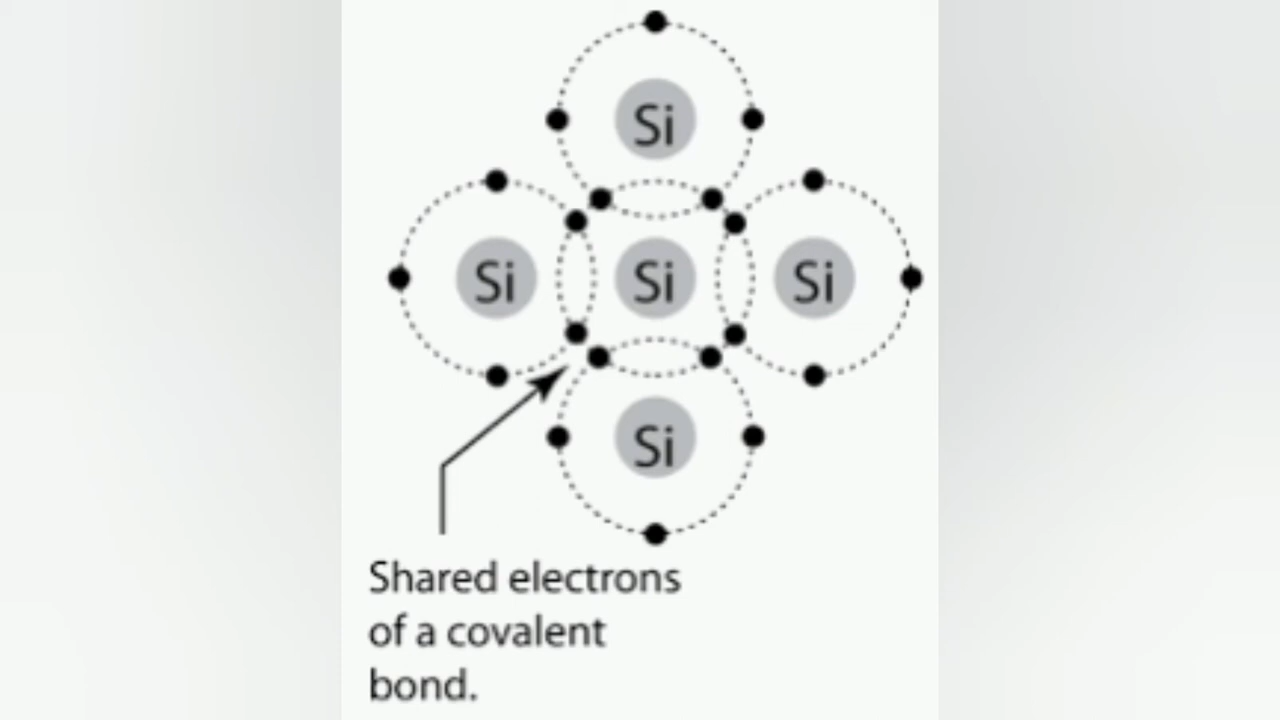 Si
Si Si Si
Si
Shared electrons
of a covalent
bond.